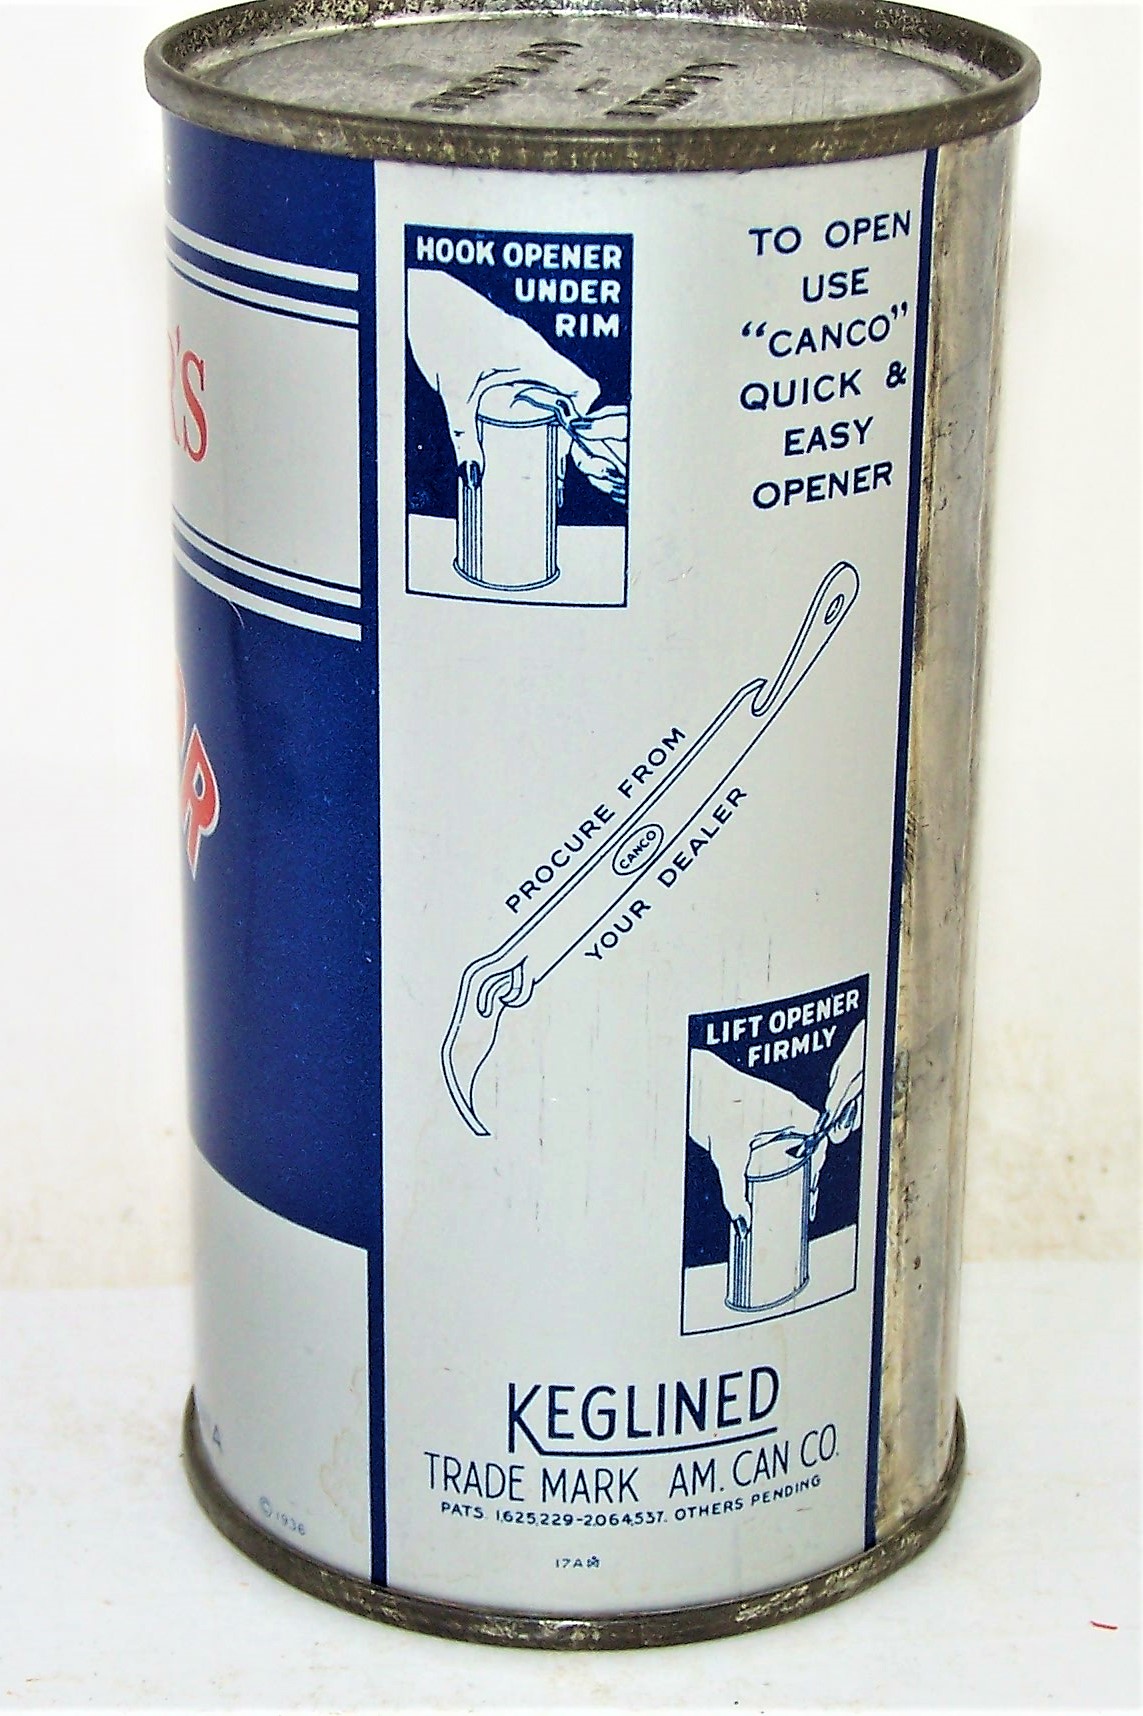 HOOK OPENER
UNDER
RIM
TO OPEN
USE
"CANCO"
QUICK &
EASY
OPENER
PROCURE FROM
CANCO
YOUR DEALER
LIFT OPENER
FIRMLY
KEGLINED
TRADE MARK AM. CAN CO.
PATS. 1,625,229-2,064,537. OTHERS PENDING
17A
'S
R
A
© 1936